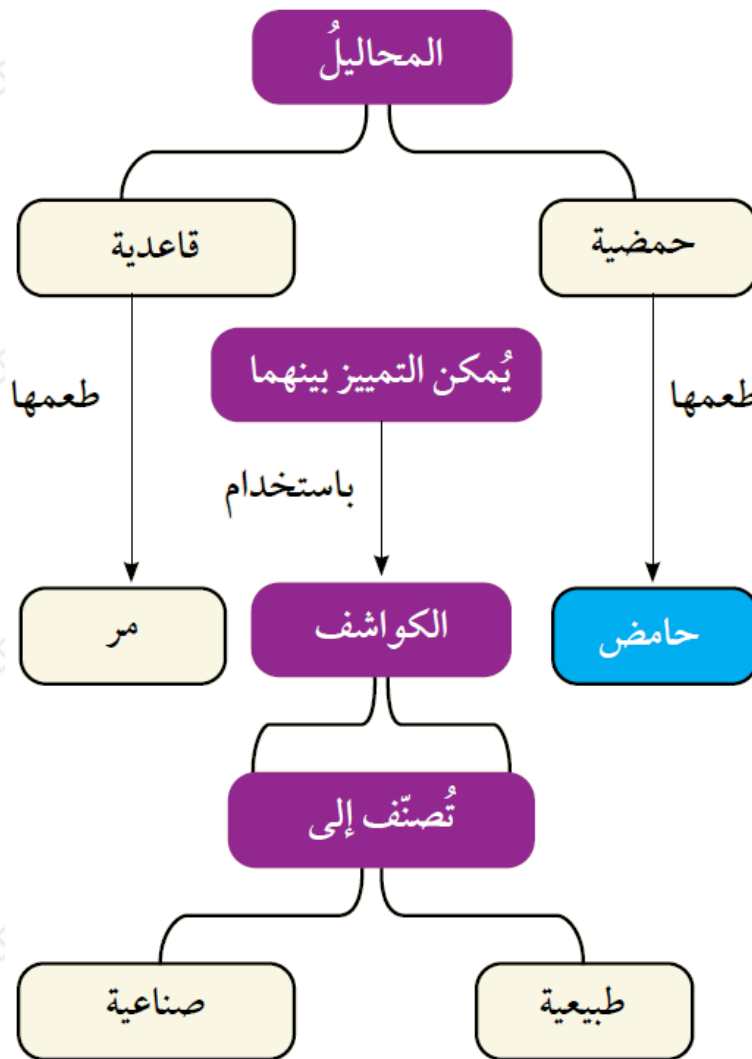 المحاليلُ
حمضية
قاعدية
يُمكن التمييز بينهما
طعمها
طعمها
باستخدام
حامض
الكواشف
مر
تُصنّف إلى
طبيعية
صناعية